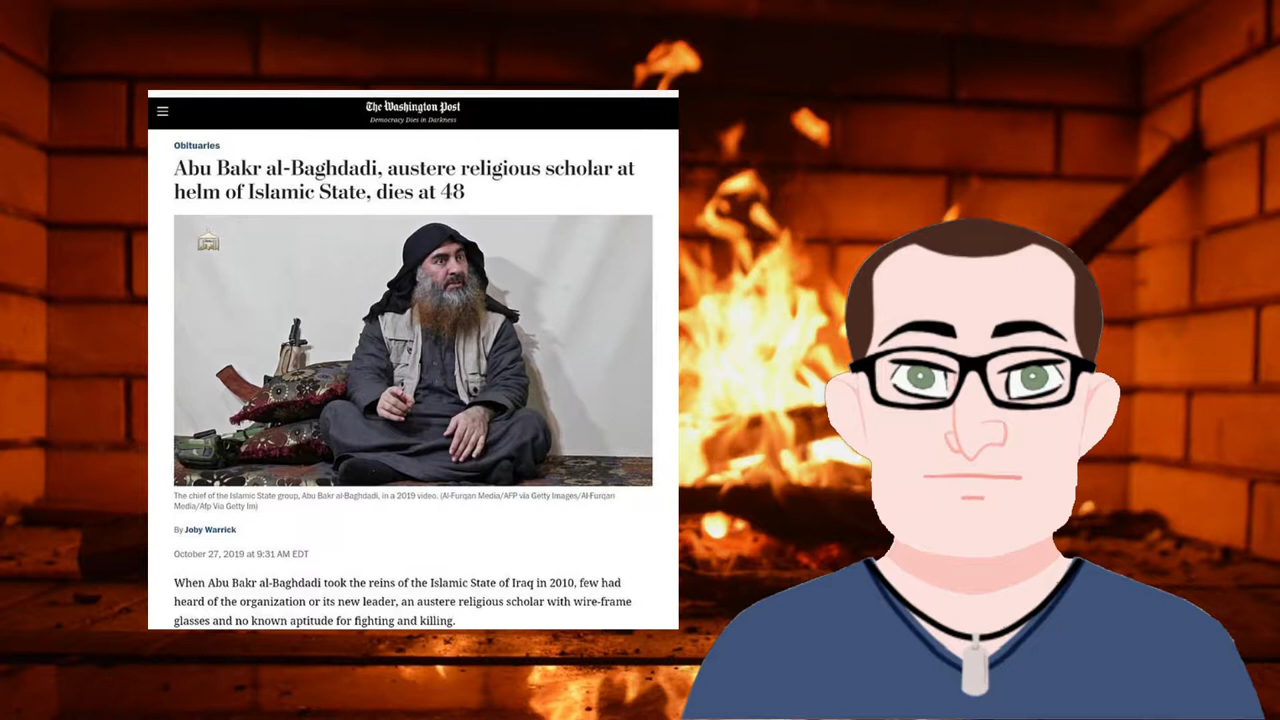 The Washington Post
Democracy Dies in Darkness
Obituaries
Abu Bakr al-Baghdadi, austere religious scholar at
helm of Islamic State, dies at 48
The chief of the Islamic State group, Abu Bakr al-Baghdadi, in a 2019 video. (Al-Furqan Media/AFP via Getty Images/Al-Furqan
Media/Afp Via Getty Im)
By Joby Warrick
October 27, 2019 at 9:31 AM EDT
When Abu Bakr al-Baghdadi took the reins of the Islamic State of Iraq in 2010, few had
heard of the organization or its new leader, an austere religious scholar with wire-frame
glasses and no known aptitude for fighting and killing.